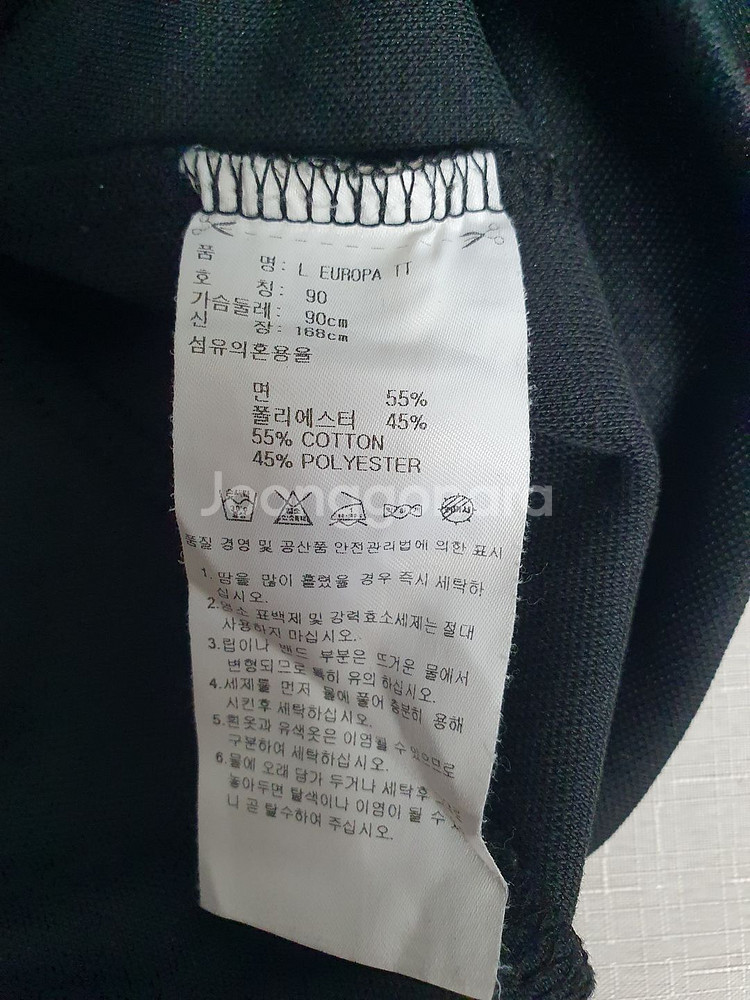 품 명: L EUROPA TT
호 칭: 90
가슴둘레: 90cm
신 장: 168cm
섬유의혼용율
면 55%
폴리에스터 45%
55% COTTON
45% POLYESTER
Joonggonara
품질 경영 및 공산품 안전관리법에 의한 표시
1. 땀을 많이 흘렸을 경우 즉시 세탁하
십시오.
2. 염소 표백제 및 강력효소세제는 절대
사용하지 마십시오.
3. 립이나 밴드 부분은 뜨거운 물에서
변형되므로 특히 유의 하십시오.
4. 세제를 먼저 물에 풀어 충분히 용해
시킨후 세탁하십시오.
5. 흰옷과 유색옷은 이염될 수 있으므로
구분하여 세탁하십시오.
6. 물에 오래 담가 두거나 세탁후
놓아두면 탈색이나 이염이 될 수
니 곧 탈수하여 주십시오.